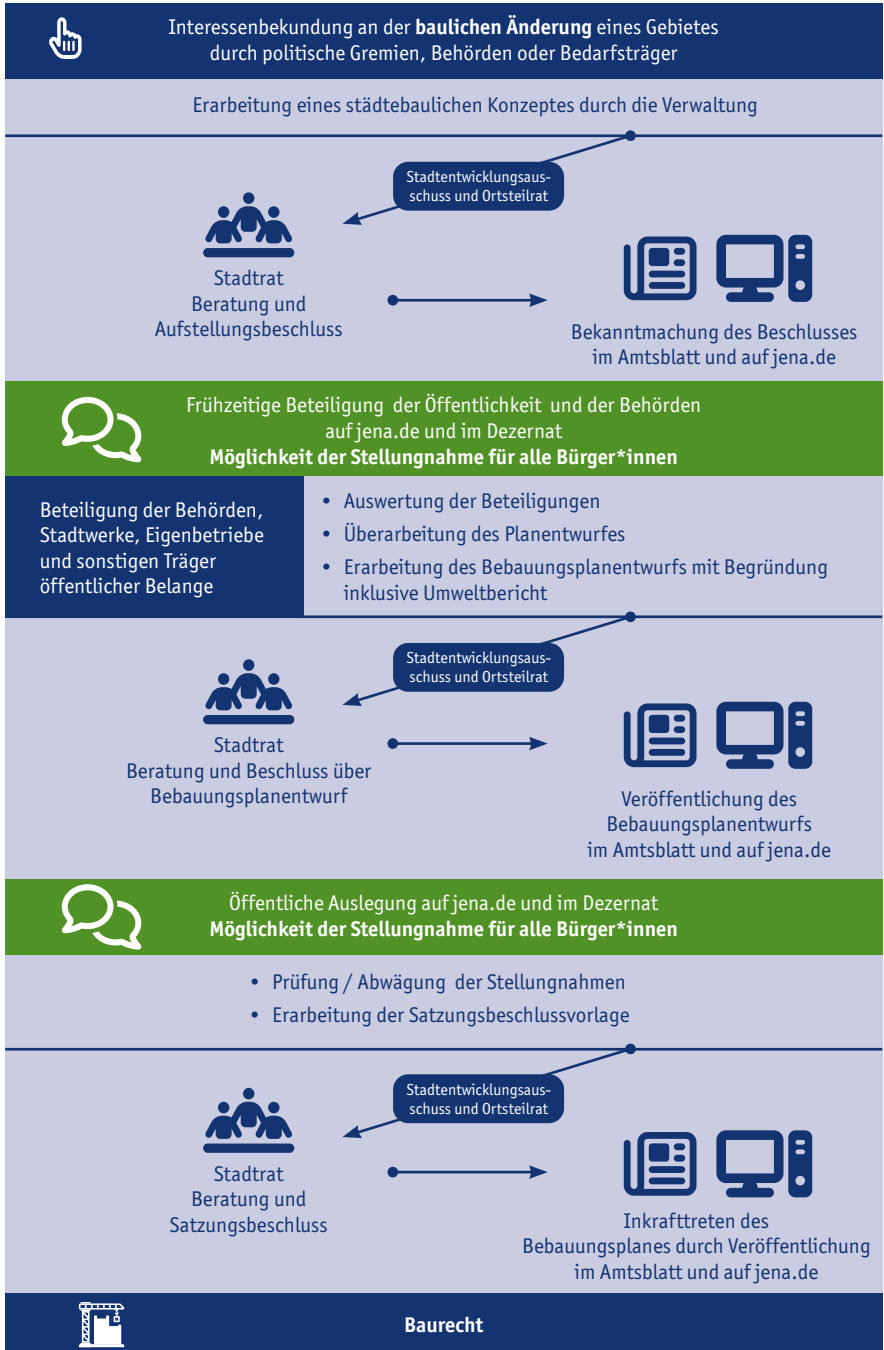 Interessenbekundung an der baulichen Änderung eines Gebietes
durch politische Gremien, Behörden oder Bedarfsträger
Erarbeitung eines städtebaulichen Konzeptes durch die Verwaltung
Stadtentwicklungsaus-
schuss und Ortsteilrat
Stadtrat
Beratung und
Aufstellungsbeschluss
Bekanntmachung des Beschlusses
im Amtsblatt und auf jena.de
Frühzeitige Beteiligung der Öffentlichkeit und der Behörden
auf jena.de und im Dezernat
Möglichkeit der Stellungnahme für alle Bürger*innen
Beteiligung der Behörden,
Stadtwerke, Eigenbetriebe
und sonstigen Träger
öffentlicher Belange
• Auswertung der Beteiligungen
• Überarbeitung des Planentwurfes
• Erarbeitung des Bebauungsplanentwurfs mit Begründung
inklusive Umweltbericht
Stadtentwicklungsaus-
schuss und Ortsteilrat
Stadtrat
Beratung und Beschluss über
Bebauungsplanentwurf
Veröffentlichung des
Bebauungsplanentwurfs
im Amtsblatt und auf jena.de
Öffentliche Auslegung auf jena.de und im Dezernat
Möglichkeit der Stellungnahme für alle Bürger*innen
• Prüfung / Abwägung der Stellungnahmen
• Erarbeitung der Satzungsbeschlussvorlage
Stadtentwicklungsaus-
schuss und Ortsteilrat
Stadtrat
Beratung und
Satzungsbeschluss
Inkrafttreten des
Bebauungsplanes durch Veröffentlichung
im Amtsblatt und auf jena.de
Baurecht